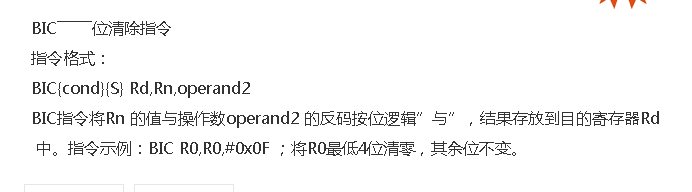 BIC￣￣位清除指令
指令格式：
BIC{cond}{S} Rd,Rn,operand2
BIC指令将Rn 的值与操作数operand2 的反码按位逻辑”与”，结果存放到目的寄存器Rd
中。指令示例：BIC R0,R0,#0x0F ；将R0最低4位清零，其余位不变。